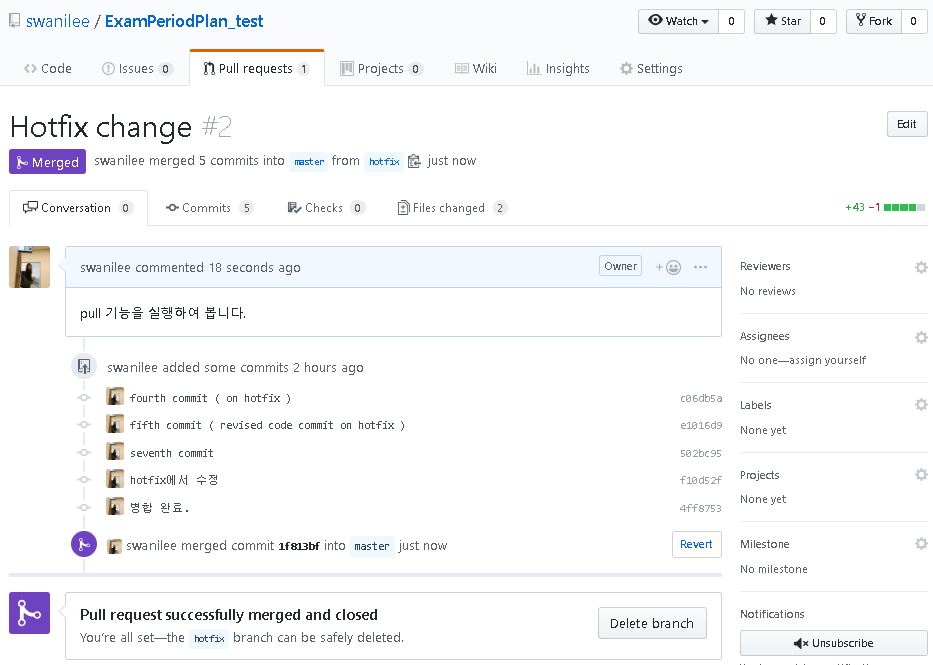 swanilee / ExamPeriodPlan_test
Watch 0 Star 0 Fork 0
Code Issues 0 Pull requests 1 Projects 0 Wiki Insights Settings
Hotfix change #2
Edit
Merged swanilee merged 5 commits into master from hotfix just now
Conversation 0 Commits 5 Checks 0 Files changed 2 +43 −1
swanilee commented 18 seconds ago Owner
pull 기능을 실행하여 봅니다.
swanilee added some commits 2 hours ago
fourth commit ( on hotfix ) c06db5a
fifth commit ( revised code commit on hotfix ) e1016d9
seventh commit 502bc95
hotfix에서 수정 f10d52f
병합 완료. 4ff8753
swanilee merged commit 1f813bf into master just now Revert
Pull request successfully merged and closed
You're all set—the hotfix branch can be safely deleted.
Delete branch
Reviewers
No reviews
Assignees
No one—assign yourself
Labels
None yet
Projects
None yet
Milestone
No milestone
Notifications
Unsubscribe